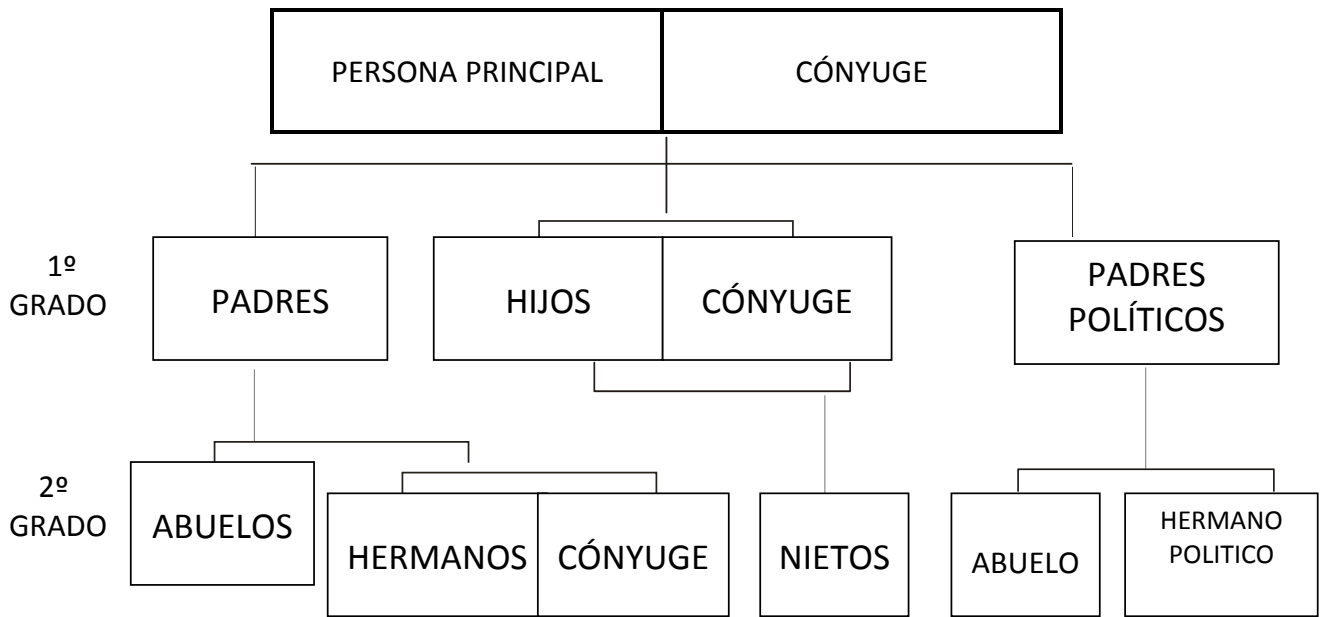 PERSONA PRINCIPAL
CÓNYUGE
1º
GRADO
PADRES
HIJOS
CÓNYUGE
PADRES
POLÍTICOS
2º
GRADO
ABUELOS
HERMANOS
CÓNYUGE
NIETOS
ABUELO
HERMANO
POLITICO